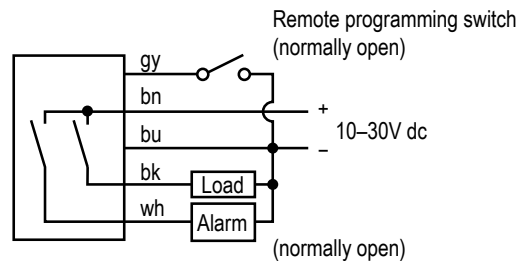 Remote programming switch
(normally open)
gy
bn
+
10–30V dc
bu
–
bk
Load
wh
Alarm
(normally open)